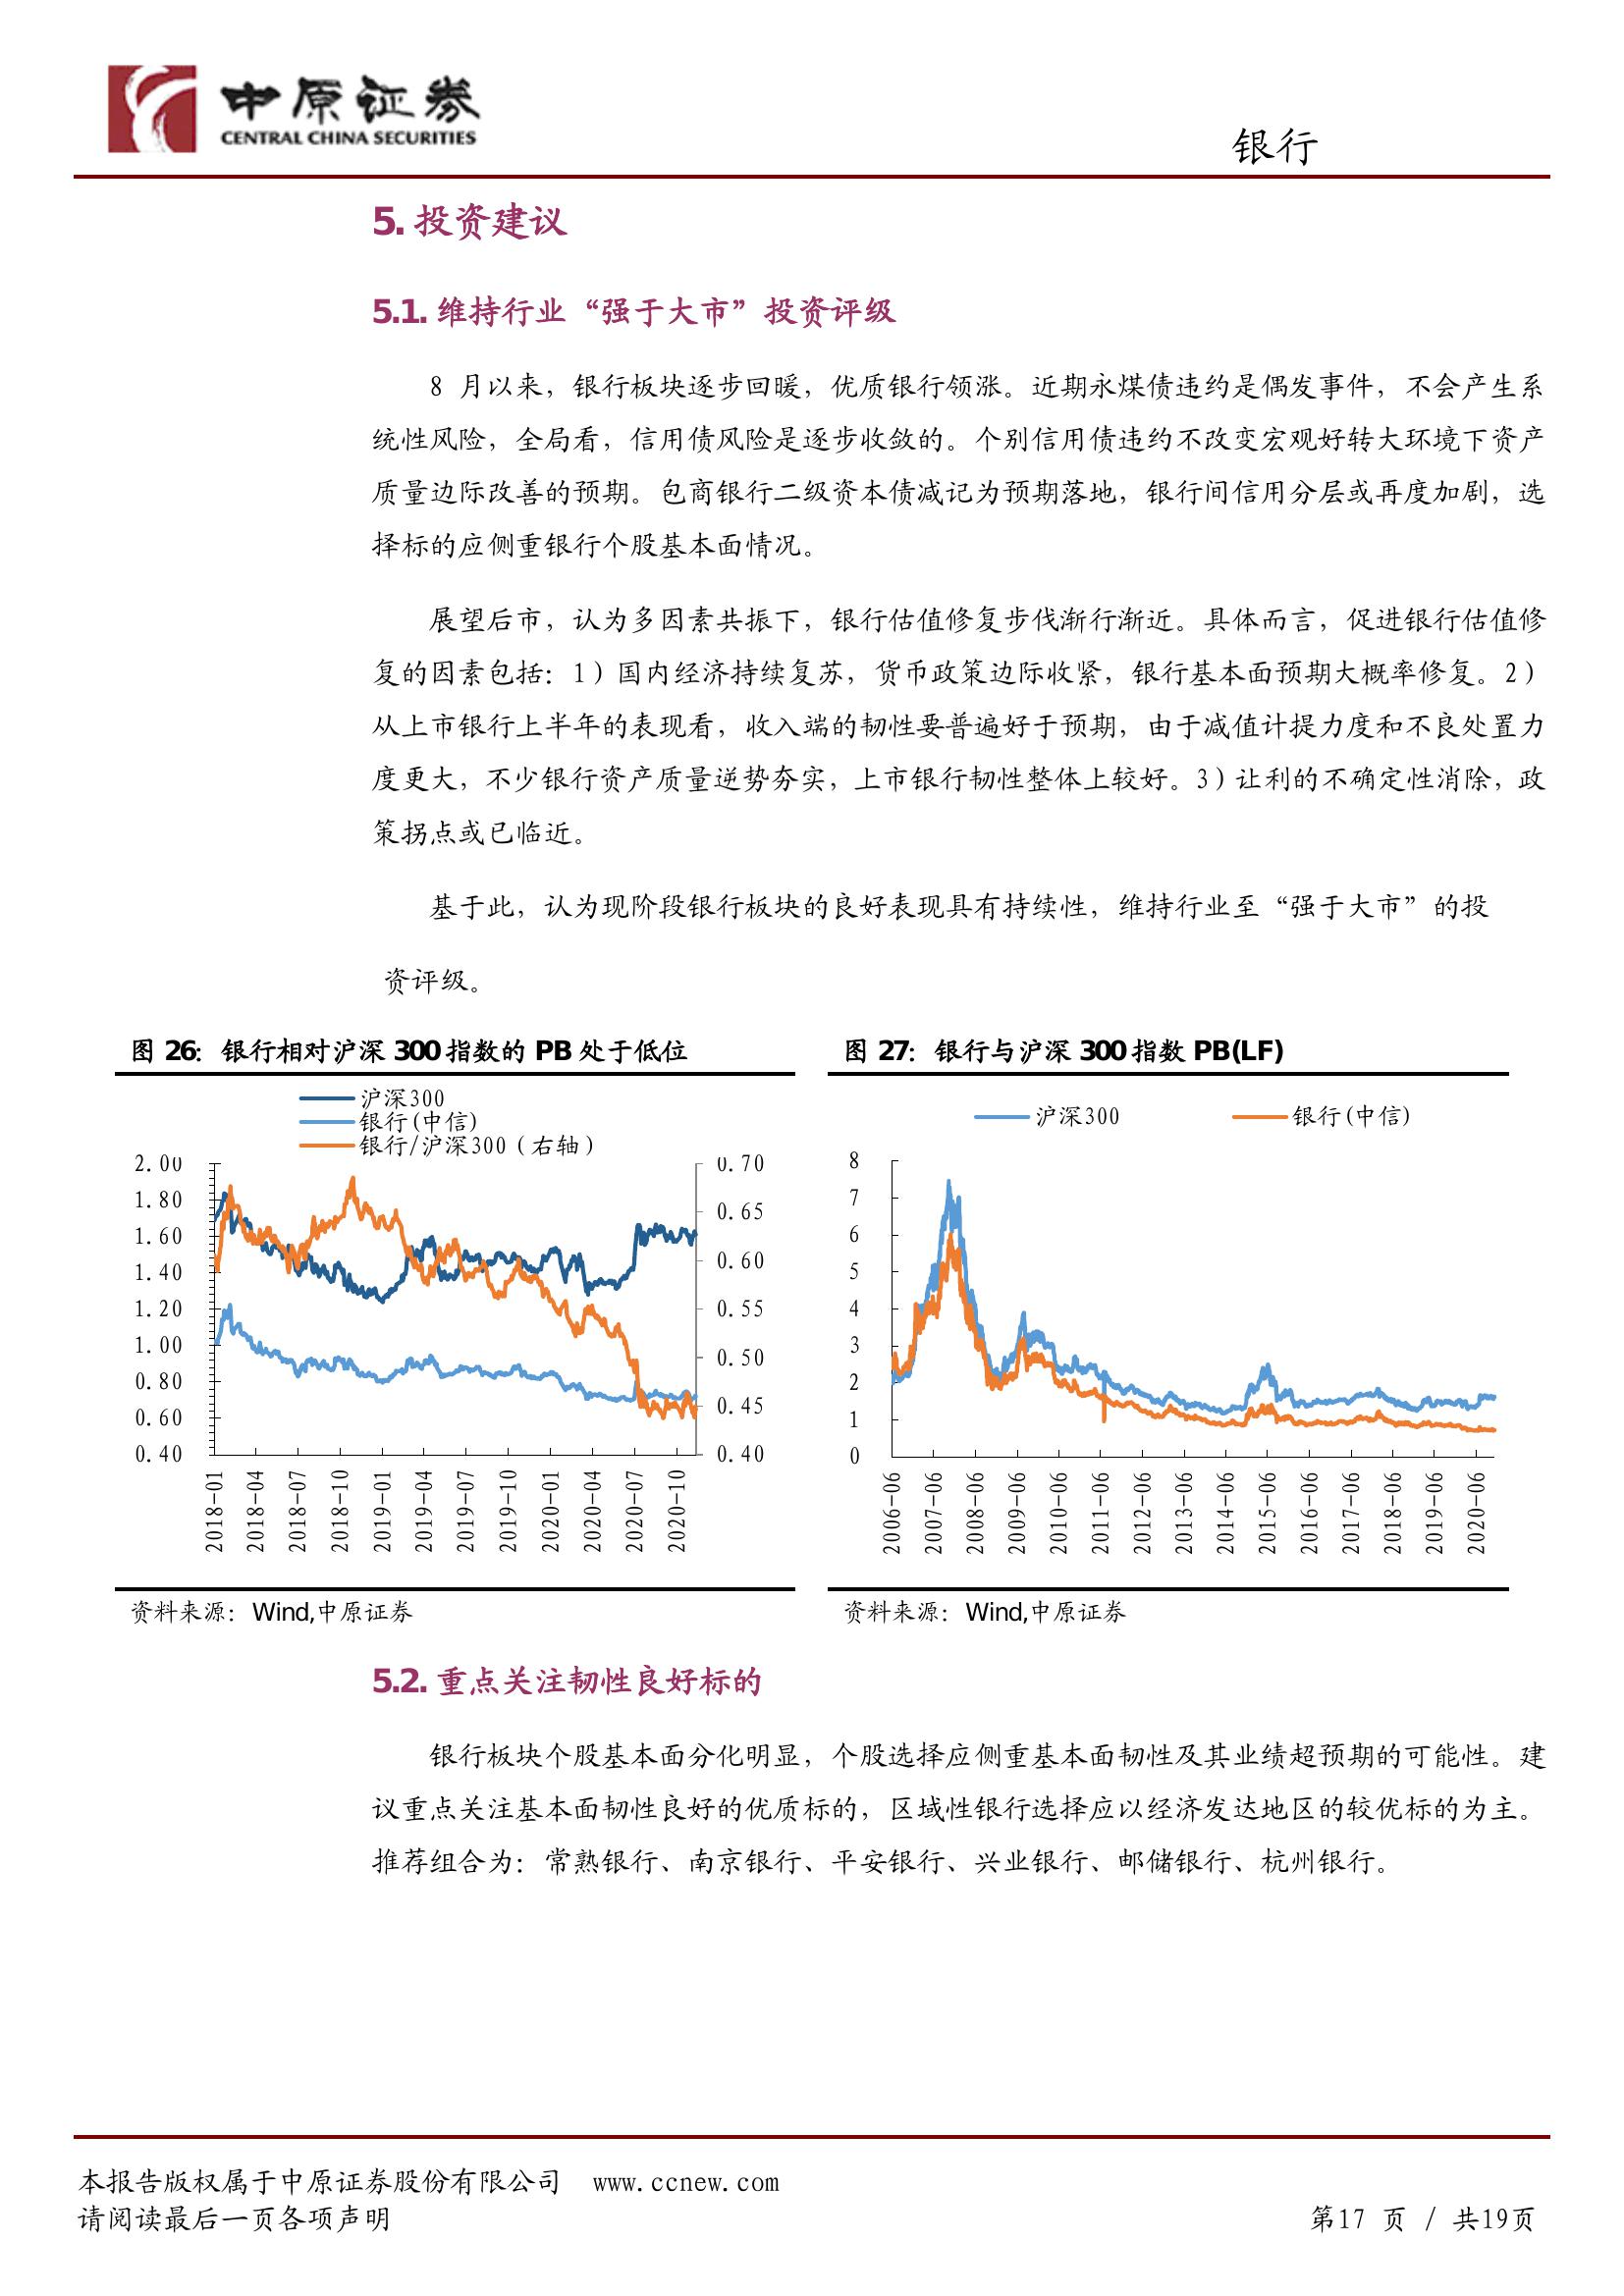 中原证券
CENTRAL CHINA SECURITIES
银行
5. 投资建议
5.1. 维持行业“强于大市”投资评级
8 月以来，银行板块逐步回暖，优质银行领涨。近期永煤债违约是偶发事件，不会产生系
统性风险，全局看，信用债风险是逐步收敛的。个别信用债违约不改变宏观好转大环境下资产
质量边际改善的预期。包商银行二级资本债减记为预期落地，银行间信用分层或再度加剧，选
择标的应侧重银行个股基本面情况。
展望后市，认为多因素共振下，银行估值修复步伐渐行渐近。具体而言，促进银行估值修
复的因素包括：1）国内经济持续复苏，货币政策边际收紧，银行基本面预期大概率修复。2）
从上市银行上半年的表现看，收入端的韧性要普遍好于预期，由于减值计提力度和不良处置力
度更大，不少银行资产质量逆势夯实，上市银行韧性整体上较好。3）让利的不确定性消除，政
策拐点或已临近。
基于此，认为现阶段银行板块的良好表现具有持续性，维持行业至“强于大市”的投
资评级。
图 26：银行相对沪深 300 指数的 PB 处于低位
沪深300
银行(中信)
银行/沪深300（右轴）
2.00
1.80
1.60
1.40
1.20
1.00
0.80
0.60
0.40
0.70
0.65
0.60
0.55
0.50
0.45
0.40
2018-01
2018-04
2018-07
2018-10
2019-01
2019-04
2019-07
2019-10
2020-01
2020-04
2020-07
2020-10
资料来源：Wind,中原证券
图 27：银行与沪深 300 指数 PB(LF)
沪深300
银行(中信)
8
7
6
5
4
3
2
1
0
2006-06
2007-06
2008-06
2009-06
2010-06
2011-06
2012-06
2013-06
2014-06
2015-06
2016-06
2017-06
2018-06
2019-06
2020-06
资料来源：Wind,中原证券
5.2. 重点关注韧性良好标的
银行板块个股基本面分化明显，个股选择应侧重基本面韧性及其业绩超预期的可能性。建
议重点关注基本面韧性良好的优质标的，区域性银行选择应以经济发达地区的较优标的为主。
推荐组合为：常熟银行、南京银行、平安银行、兴业银行、邮储银行、杭州银行。
本报告版权属于中原证券股份有限公司 www.ccnew.com
请阅读最后一页各项声明
第17 页 / 共19页